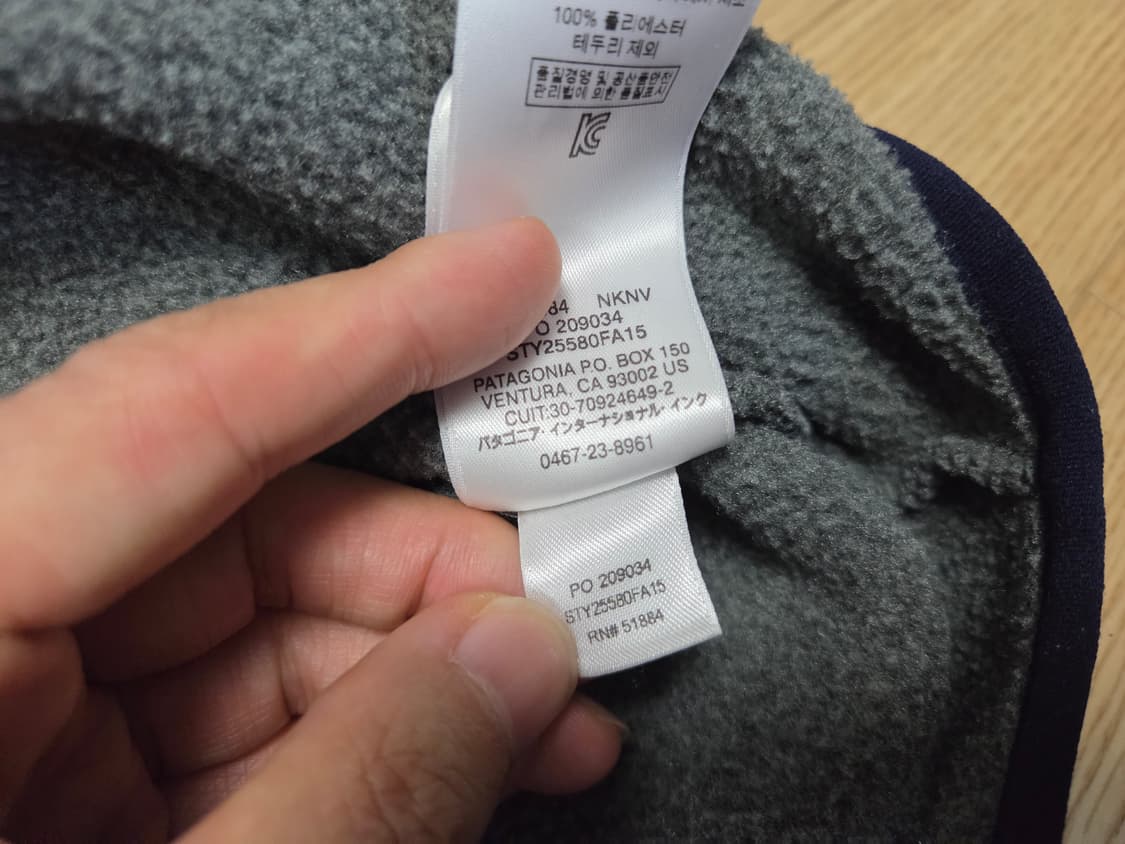 100% 폴리에스터
테두리 제외
품질경영 및 공산품안전
관리법에 의한 품질표시
84 NKNV
O 209034
STY25580FA15
PATAGONIA P.O. BOX 150
VENTURA, CA 93002 US
CUIT:30-70924649-2
パタゴニア・インターナショナル・インク
0467-23-8961
PO 209034
STY25580FA15
RN# 51884